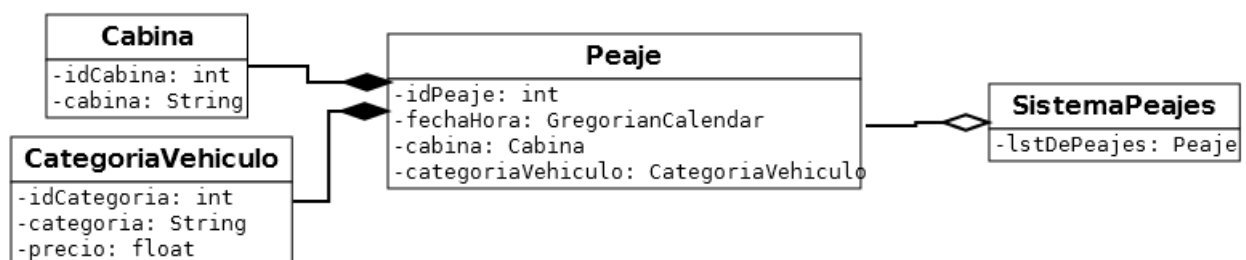 Cabina
-idCabina: int
-cabina: String
CategoriaVehiculo
-idCategoria: int
-categoria: String
-precio: float
Peaje
-idPeaje: int
-fechaHora: GregorianCalendar
-cabina: Cabina
-categoriaVehiculo: CategoriaVehiculo
SistemaPeajes
-lstDePeajes: Peaje